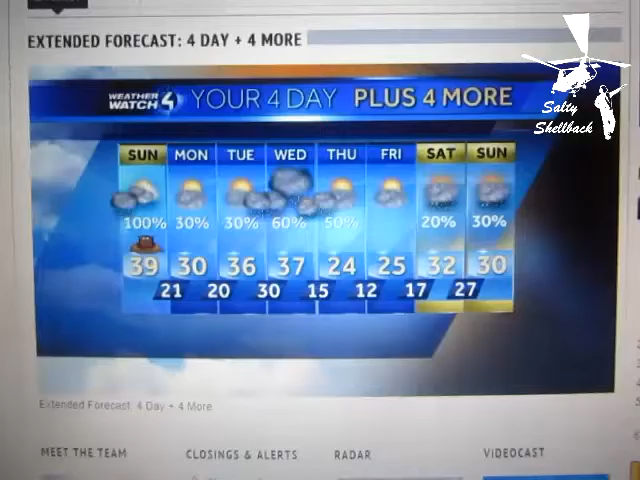 EXTENDED FORECAST: 4 DAY + 4 MORE
Salty
Shellback
WEATHER
WATCH 4
YOUR 4 DAY PLUS 4 MORE
SUN MON TUE WED THU FRI SAT SUN
100% 30% 30% 60% 50% 20% 30%
39 30 36 37 24 25 32 30
21 20 30 15 12 17 27
Extended Forecast: 4 Day + 4 More
MEET THE TEAM CLOSINGS & ALERTS RADAR VIDEOCAST